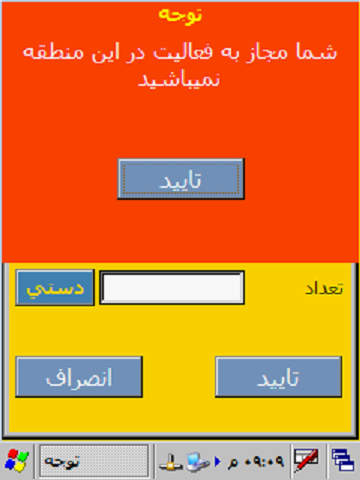 توجه
شما مجاز به فعالیت در این منطقه
نمیباشید
تایید
تعداد
دستي
تایید
انصراف
توجه
۰۹:۰۹ م